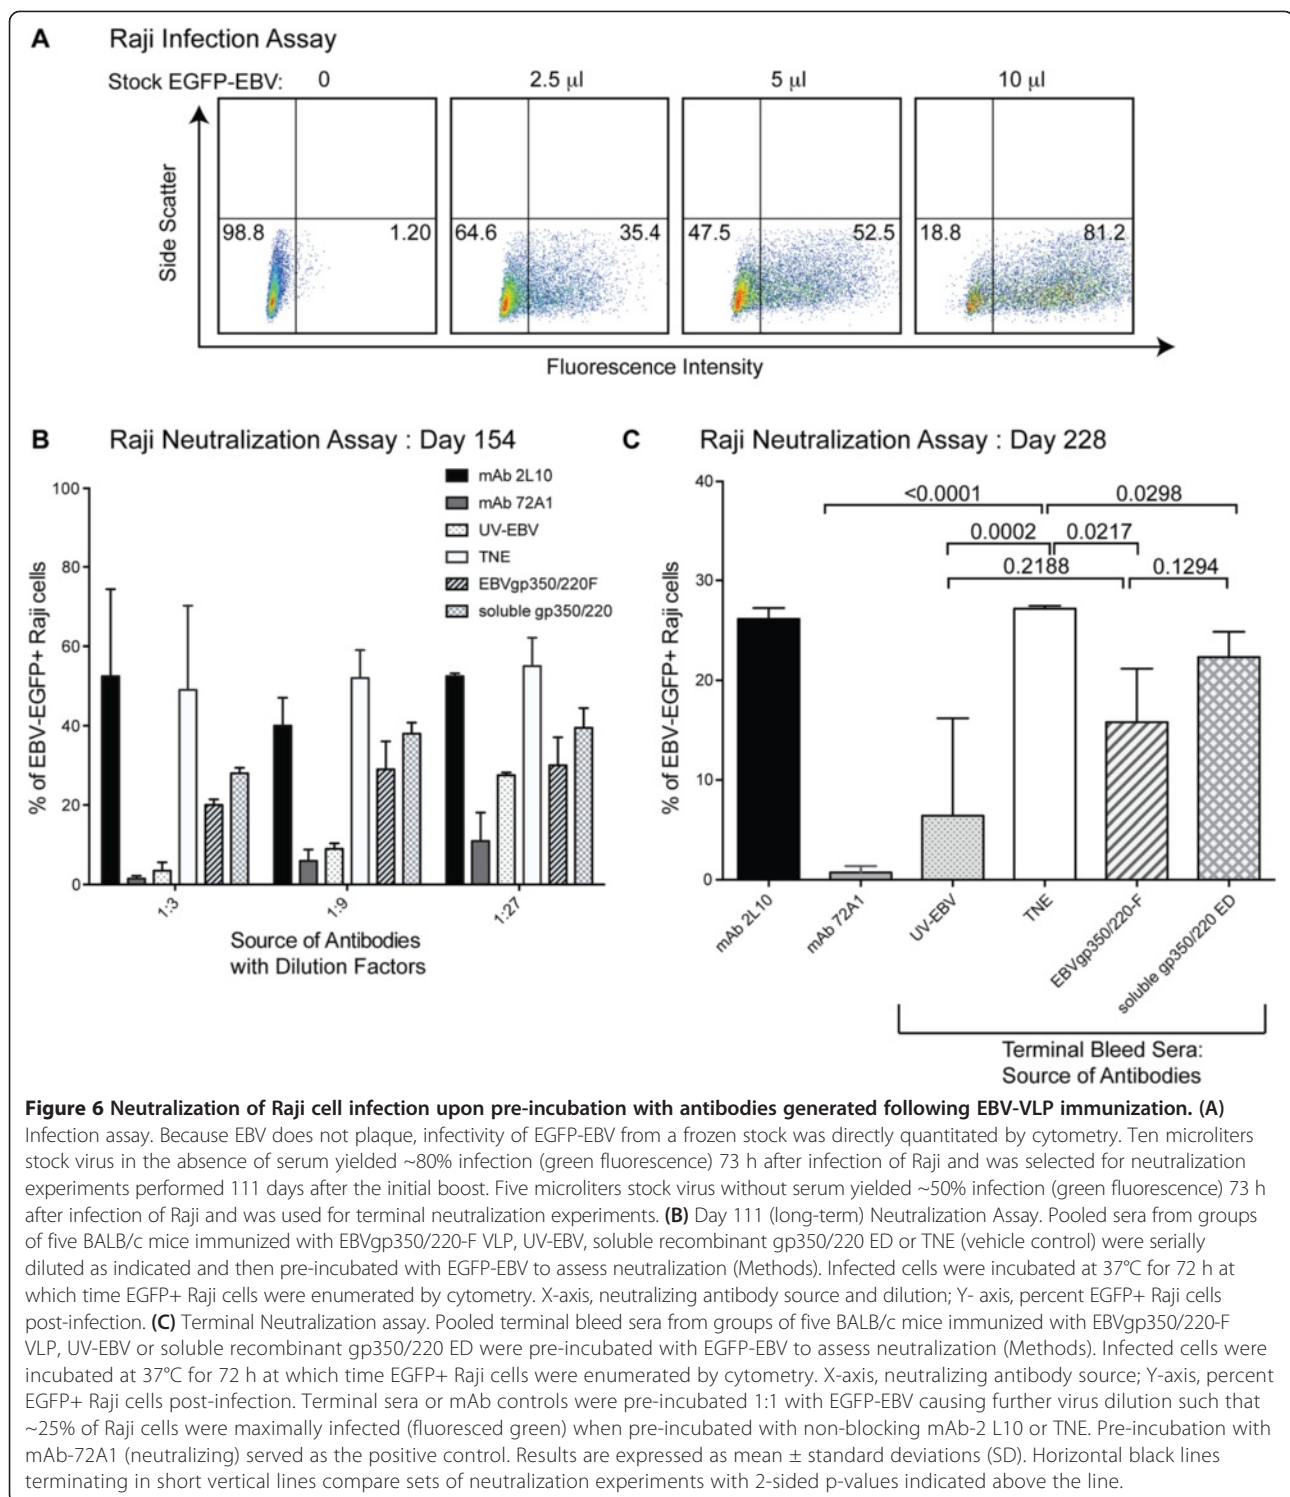 A Raji Infection Assay
Stock EGFP-EBV: 0 2.5 µl 5 µl 10 µl
Side Scatter
98.8 1.20 64.6 35.4 47.5 52.5 18.8 81.2
Fluorescence Intensity
B Raji Neutralization Assay : Day 154
mAb 2L10
mAb 72A1
UV-EBV
TNE
EBVgp350/220F
soluble gp350/220
% of EBV-EGFP+ Raji cells
100
80
60
40
20
0
1:3 1:9 1:27
Source of Antibodies
with Dilution Factors
C Raji Neutralization Assay : Day 228
% of EBV-EGFP+ Raji cells
40
30
20
10
0
<0.0001 0.0298
0.0002 0.0217
0.2188 0.1294
mAb 2L10 mAb 72A1 UV-EBV TNE EBVgp350/220-F soluble gp350/220 ED
Terminal Bleed Sera:
Source of Antibodies
Figure 6 Neutralization of Raji cell infection upon pre-incubation with antibodies generated following EBV-VLP immunization. (A)
Infection assay. Because EBV does not plaque, infectivity of EGFP-EBV from a frozen stock was directly quantitated by cytometry. Ten microliters
stock virus in the absence of serum yielded ~80% infection (green fluorescence) 73 h after infection of Raji and was selected for neutralization
experiments performed 111 days after the initial boost. Five microliters stock virus without serum yielded ~50% infection (green fluorescence) 73 h
after infection of Raji and was used for terminal neutralization experiments. (B) Day 111 (long-term) Neutralization Assay. Pooled sera from groups
of five BALB/c mice immunized with EBVgp350/220-F VLP, UV-EBV, soluble recombinant gp350/220 ED or TNE (vehicle control) were serially
diluted as indicated and then pre-incubated with EGFP-EBV to assess neutralization (Methods). Infected cells were incubated at 37°C for 72 h at
which time EGFP+ Raji cells were enumerated by cytometry. X-axis, neutralizing antibody source and dilution; Y- axis, percent EGFP+ Raji cells
post-infection. (C) Terminal Neutralization assay. Pooled terminal bleed sera from groups of five BALB/c mice immunized with EBVgp350/220-F
VLP, UV-EBV or soluble recombinant gp350/220 ED were pre-incubated with EGFP-EBV to assess neutralization (Methods). Infected cells were
incubated at 37°C for 72 h at which time EGFP+ Raji cells were enumerated by cytometry. X-axis, neutralizing antibody source; Y-axis, percent
EGFP+ Raji cells post-infection. Terminal sera or mAb controls were pre-incubated 1:1 with EGFP-EBV causing further virus dilution such that
~25% of Raji cells were maximally infected (fluoresced green) when pre-incubated with non-blocking mAb-2 L10 or TNE. Pre-incubation with
mAb-72A1 (neutralizing) served as the positive control. Results are expressed as mean ± standard deviations (SD). Horizontal black lines
terminating in short vertical lines compare sets of neutralization experiments with 2-sided p-values indicated above the line.